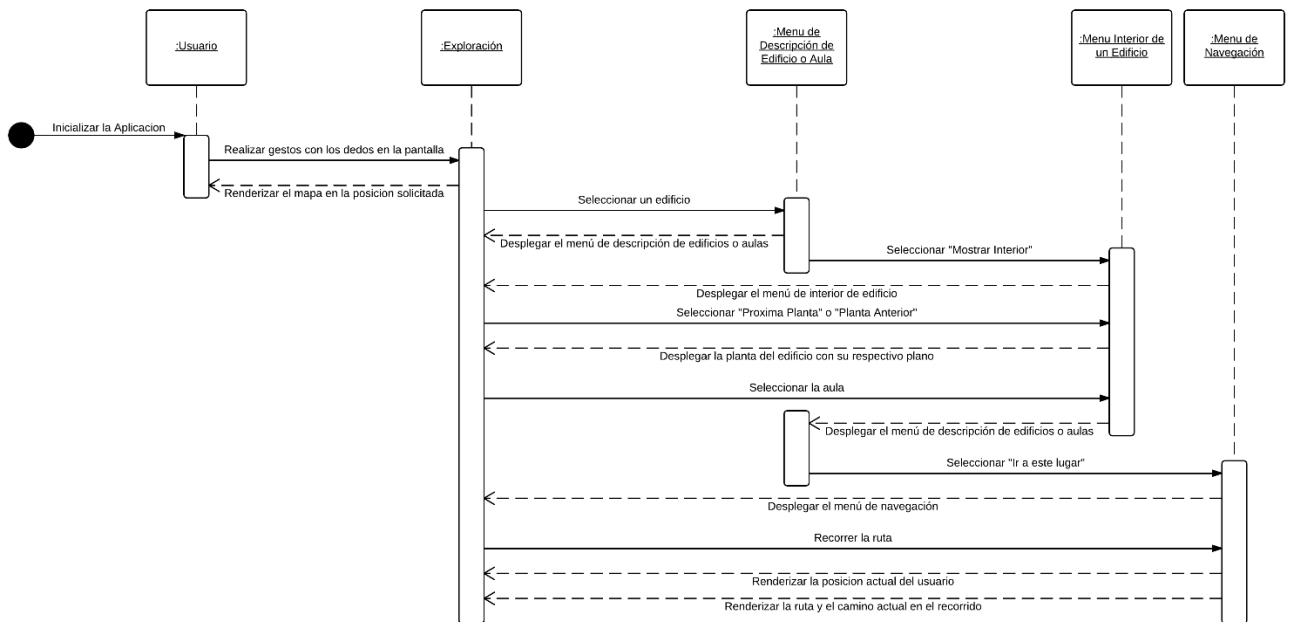 :Usuario
:Exploración
:Menu de
Descripción de
Edificio o Aula
:Menu Interior de
un Edificio
:Menu de
Navegación
Inicializar la Aplicacion
Realizar gestos con los dedos en la pantalla
Renderizar el mapa en la posicion solicitada
Seleccionar un edificio
Desplegar el menú de descripción de edificios o aulas
Seleccionar "Mostrar Interior"
Desplegar el menú de interior de edificio
Seleccionar "Proxima Planta" o "Planta Anterior"
Desplegar la planta del edificio con su respectivo plano
Seleccionar la aula
Desplegar el menú de descripción de edificios o aulas
Seleccionar "Ir a este lugar"
Desplegar el menú de navegación
Recorrer la ruta
Renderizar la posicion actual del usuario
Renderizar la ruta y el camino actual en el recorrido